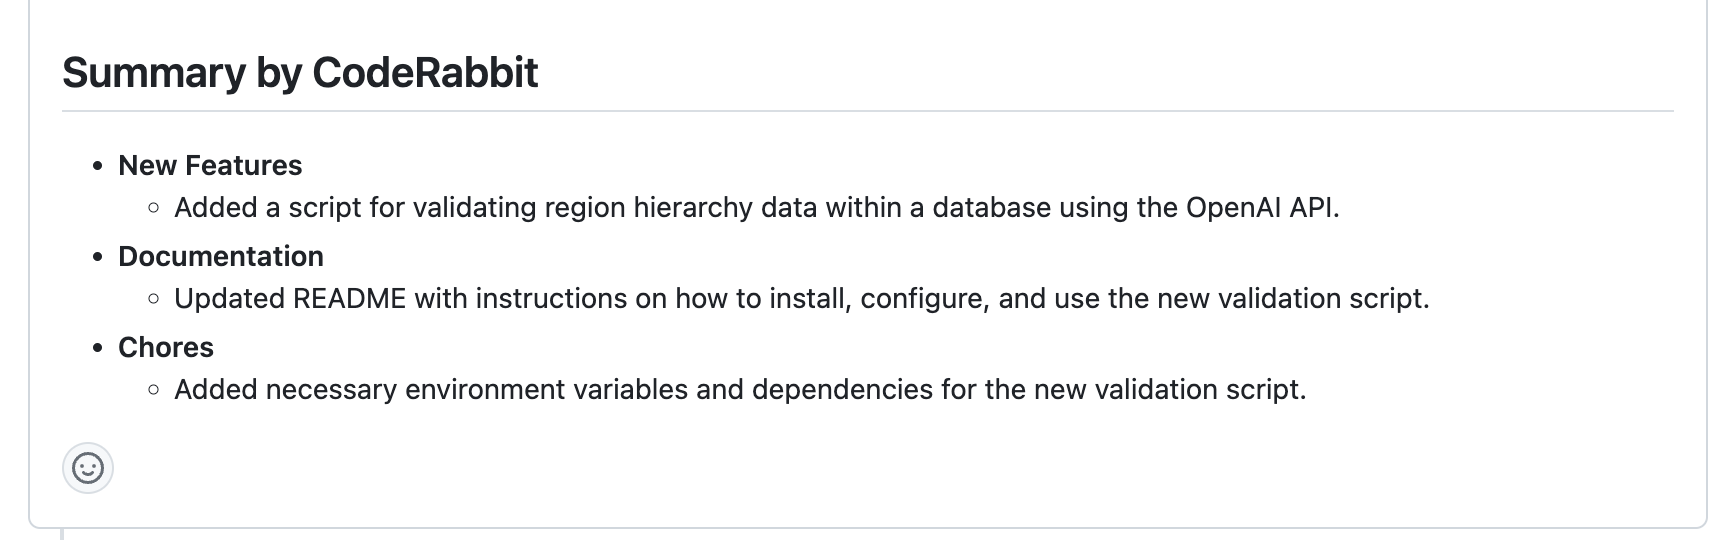 Summary by CodeRabbit
New Features
Added a script for validating region hierarchy data within a database using the OpenAI API.
Documentation
Updated README with instructions on how to install, configure, and use the new validation script.
Chores
Added necessary environment variables and dependencies for the new validation script.